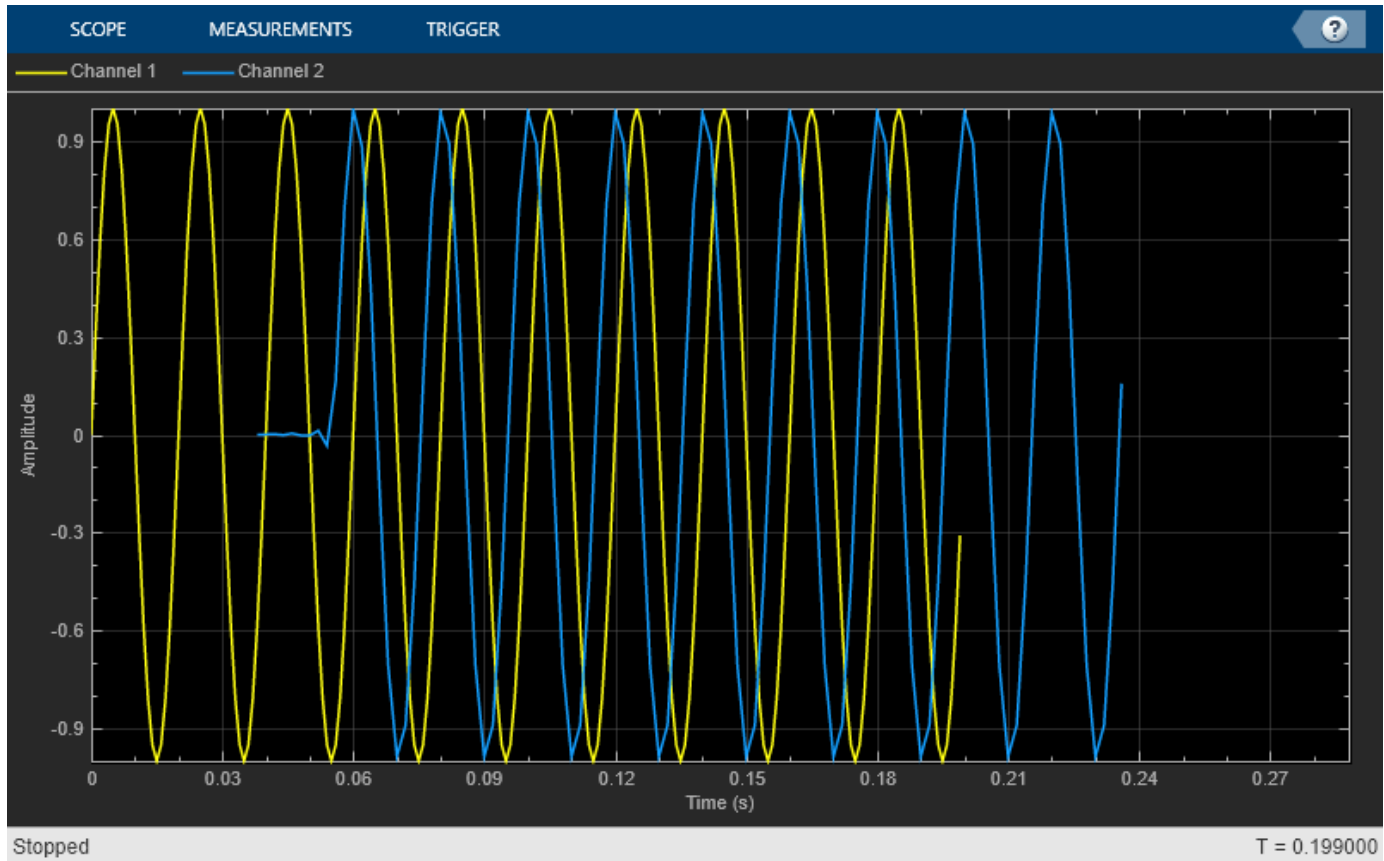 SCOPE MEASUREMENTS TRIGGER ?
Channel 1 Channel 2
0.9
0.6
0.3
0
-0.3
-0.6
-0.9
Amplitude
0 0.03 0.06 0.09 0.12 0.15 0.18 0.21 0.24 0.27
Time (s)
Stopped T = 0.199000